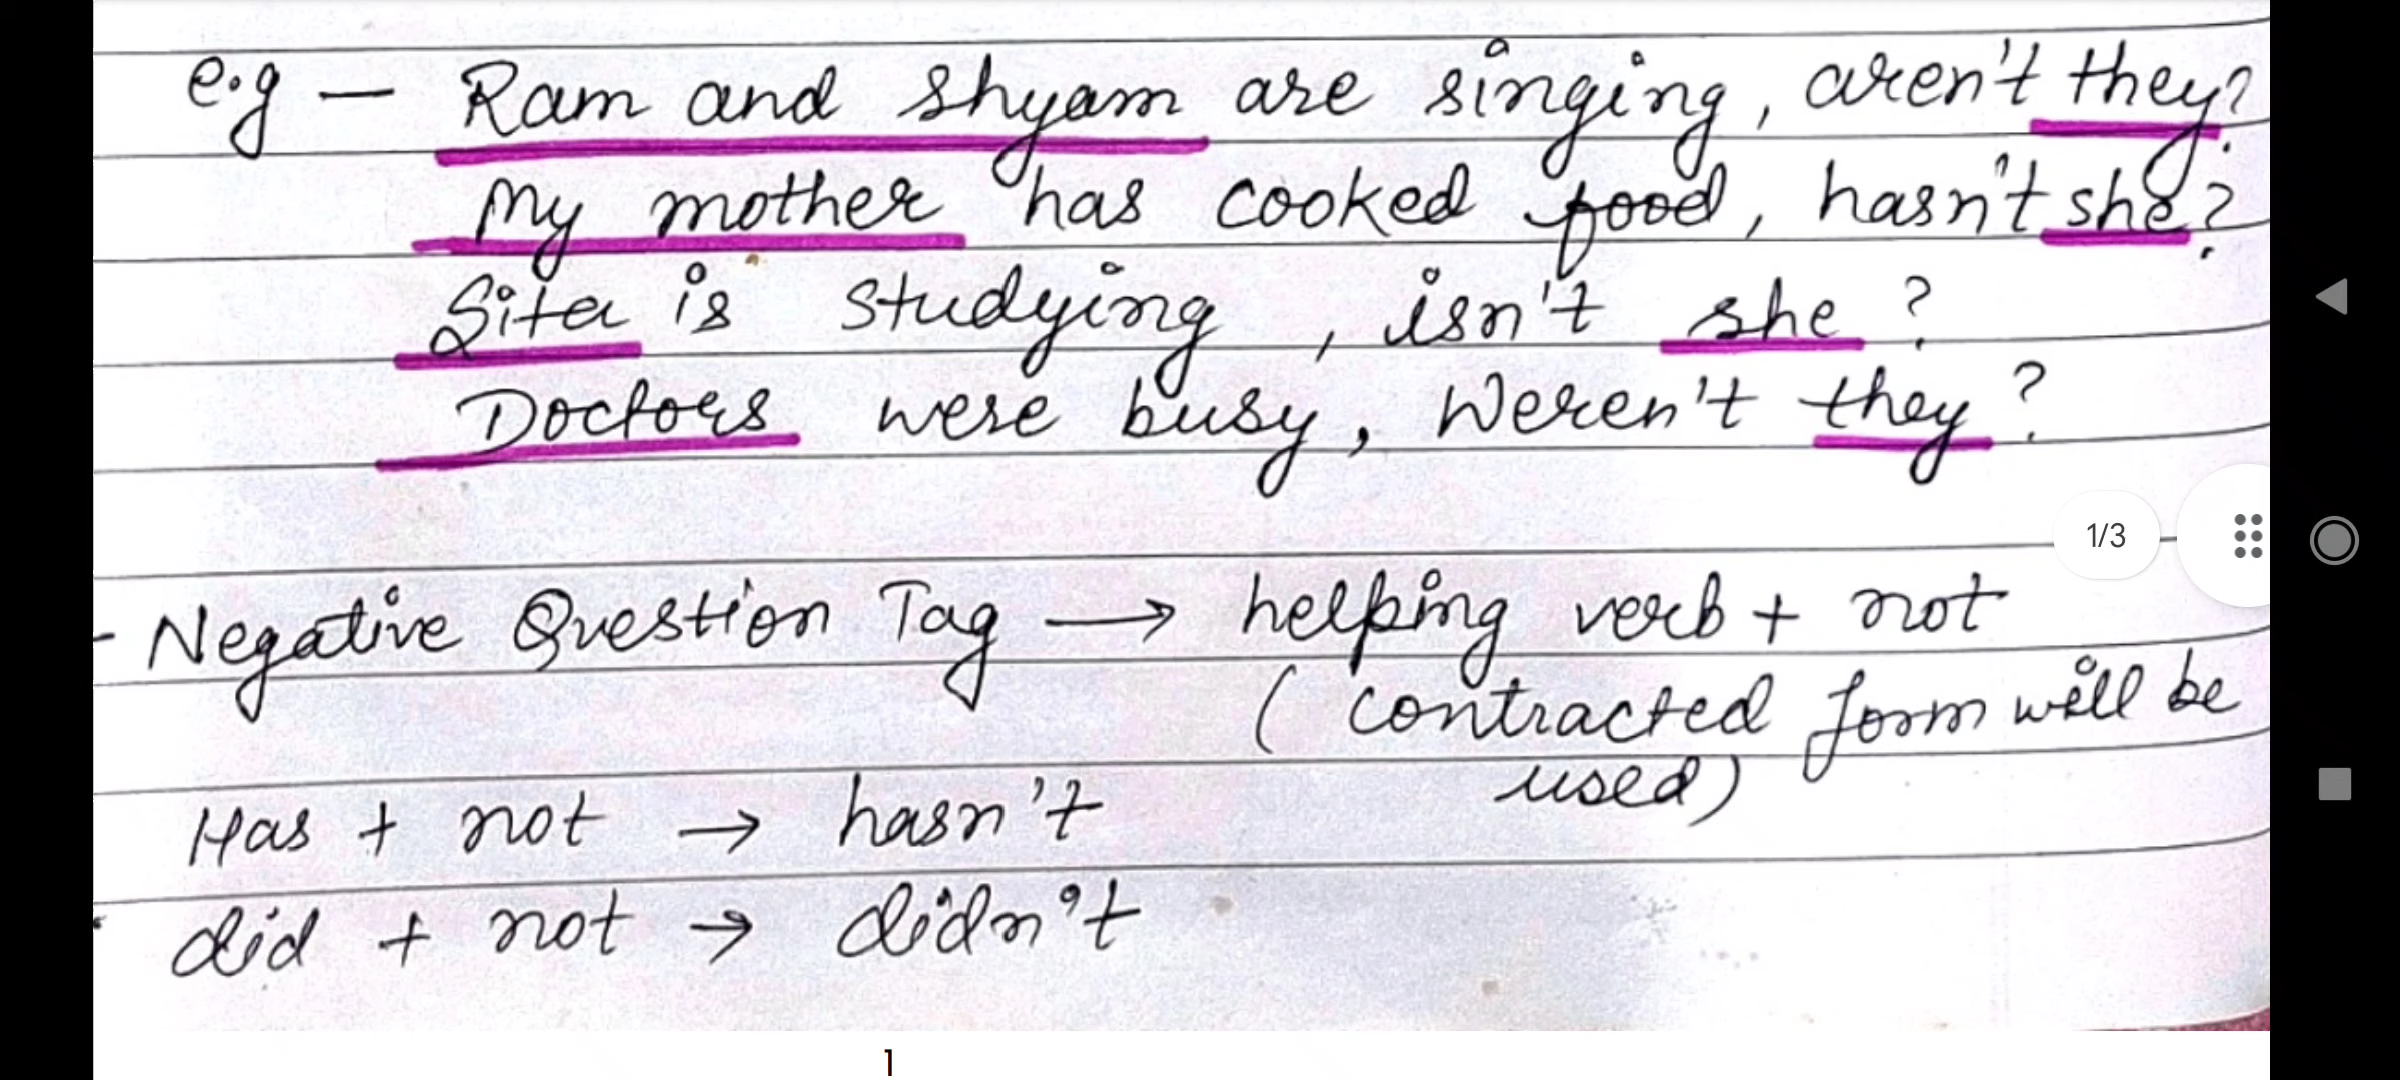 e.g — Ram and Shyam are singing, aren't they?
My mother has cooked food, hasn't she?
Sita is studying, isn't she?
Doctors were busy, Weren't they?
1/3
- Negative Question Tag → helping verb + not
(contracted form will be
used)
Has + not → hasn't
did + not → didn't
1